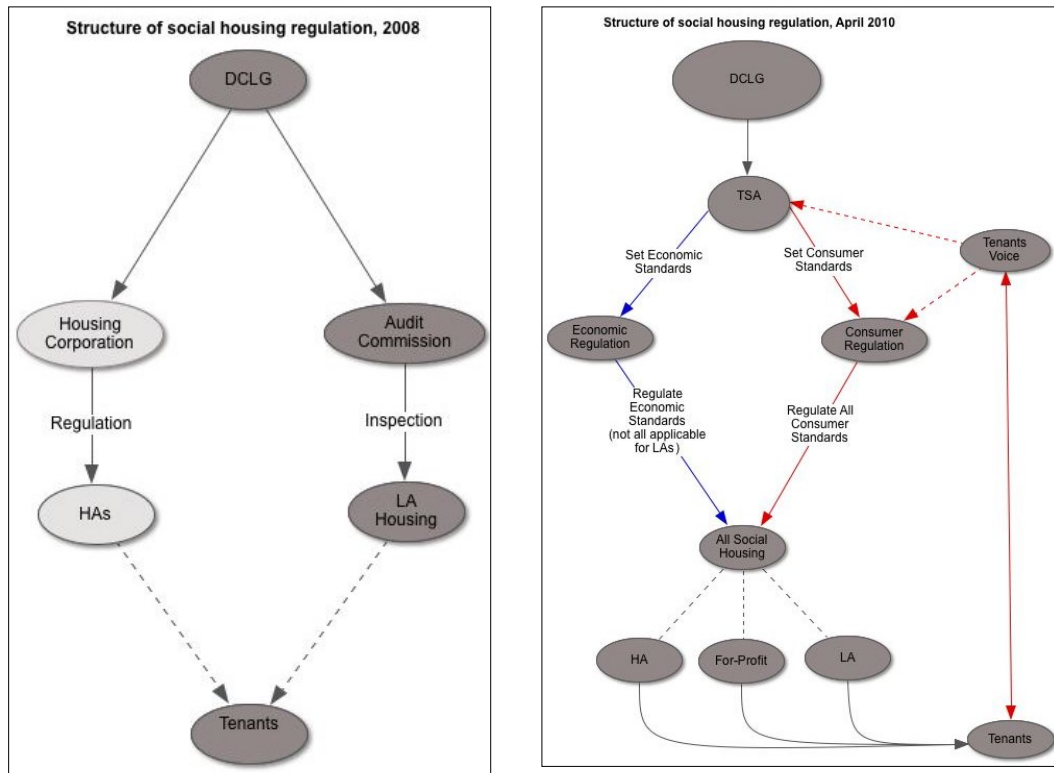 Structure of social housing regulation, 2008
DCLG
Housing
Corporation
Audit
Commission
Regulation
Inspection
HAs
LA
Housing
Tenants
Structure of social housing regulation, April 2010
DCLG
TSA
Tenants
Voice
Set Economic
Standards
Set Consumer
Standards
Economic
Regulation
Consumer
Regulation
Regulate
Economic
Standards
(not all applicable
for LAs)
Regulate All
Consumer
Standards
All Social
Housing
HA
For-Profit
LA
Tenants